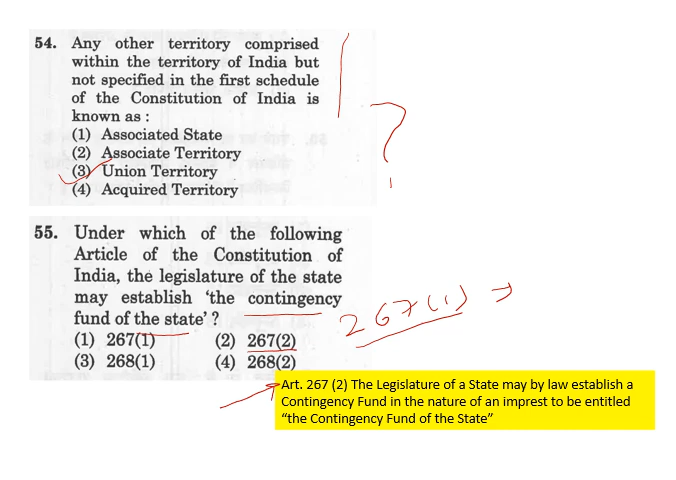 54. Any other territory comprised
within the territory of India but
not specified in the first schedule
of the Constitution of India is
known as :
(1) Associated State
(2) Associate Territory
(3) Union Territory
(4) Acquired Territory
?
55. Under which of the following
Article of the Constitution of
India, the legislature of the state
may establish 'the contingency
fund of the state' ?
(1) 267(1) (2) 267(2)
(3) 268(1) (4) 268(2)
267(1) →
Art. 267 (2) The Legislature of a State may by law establish a
Contingency Fund in the nature of an imprest to be entitled
“the Contingency Fund of the State”